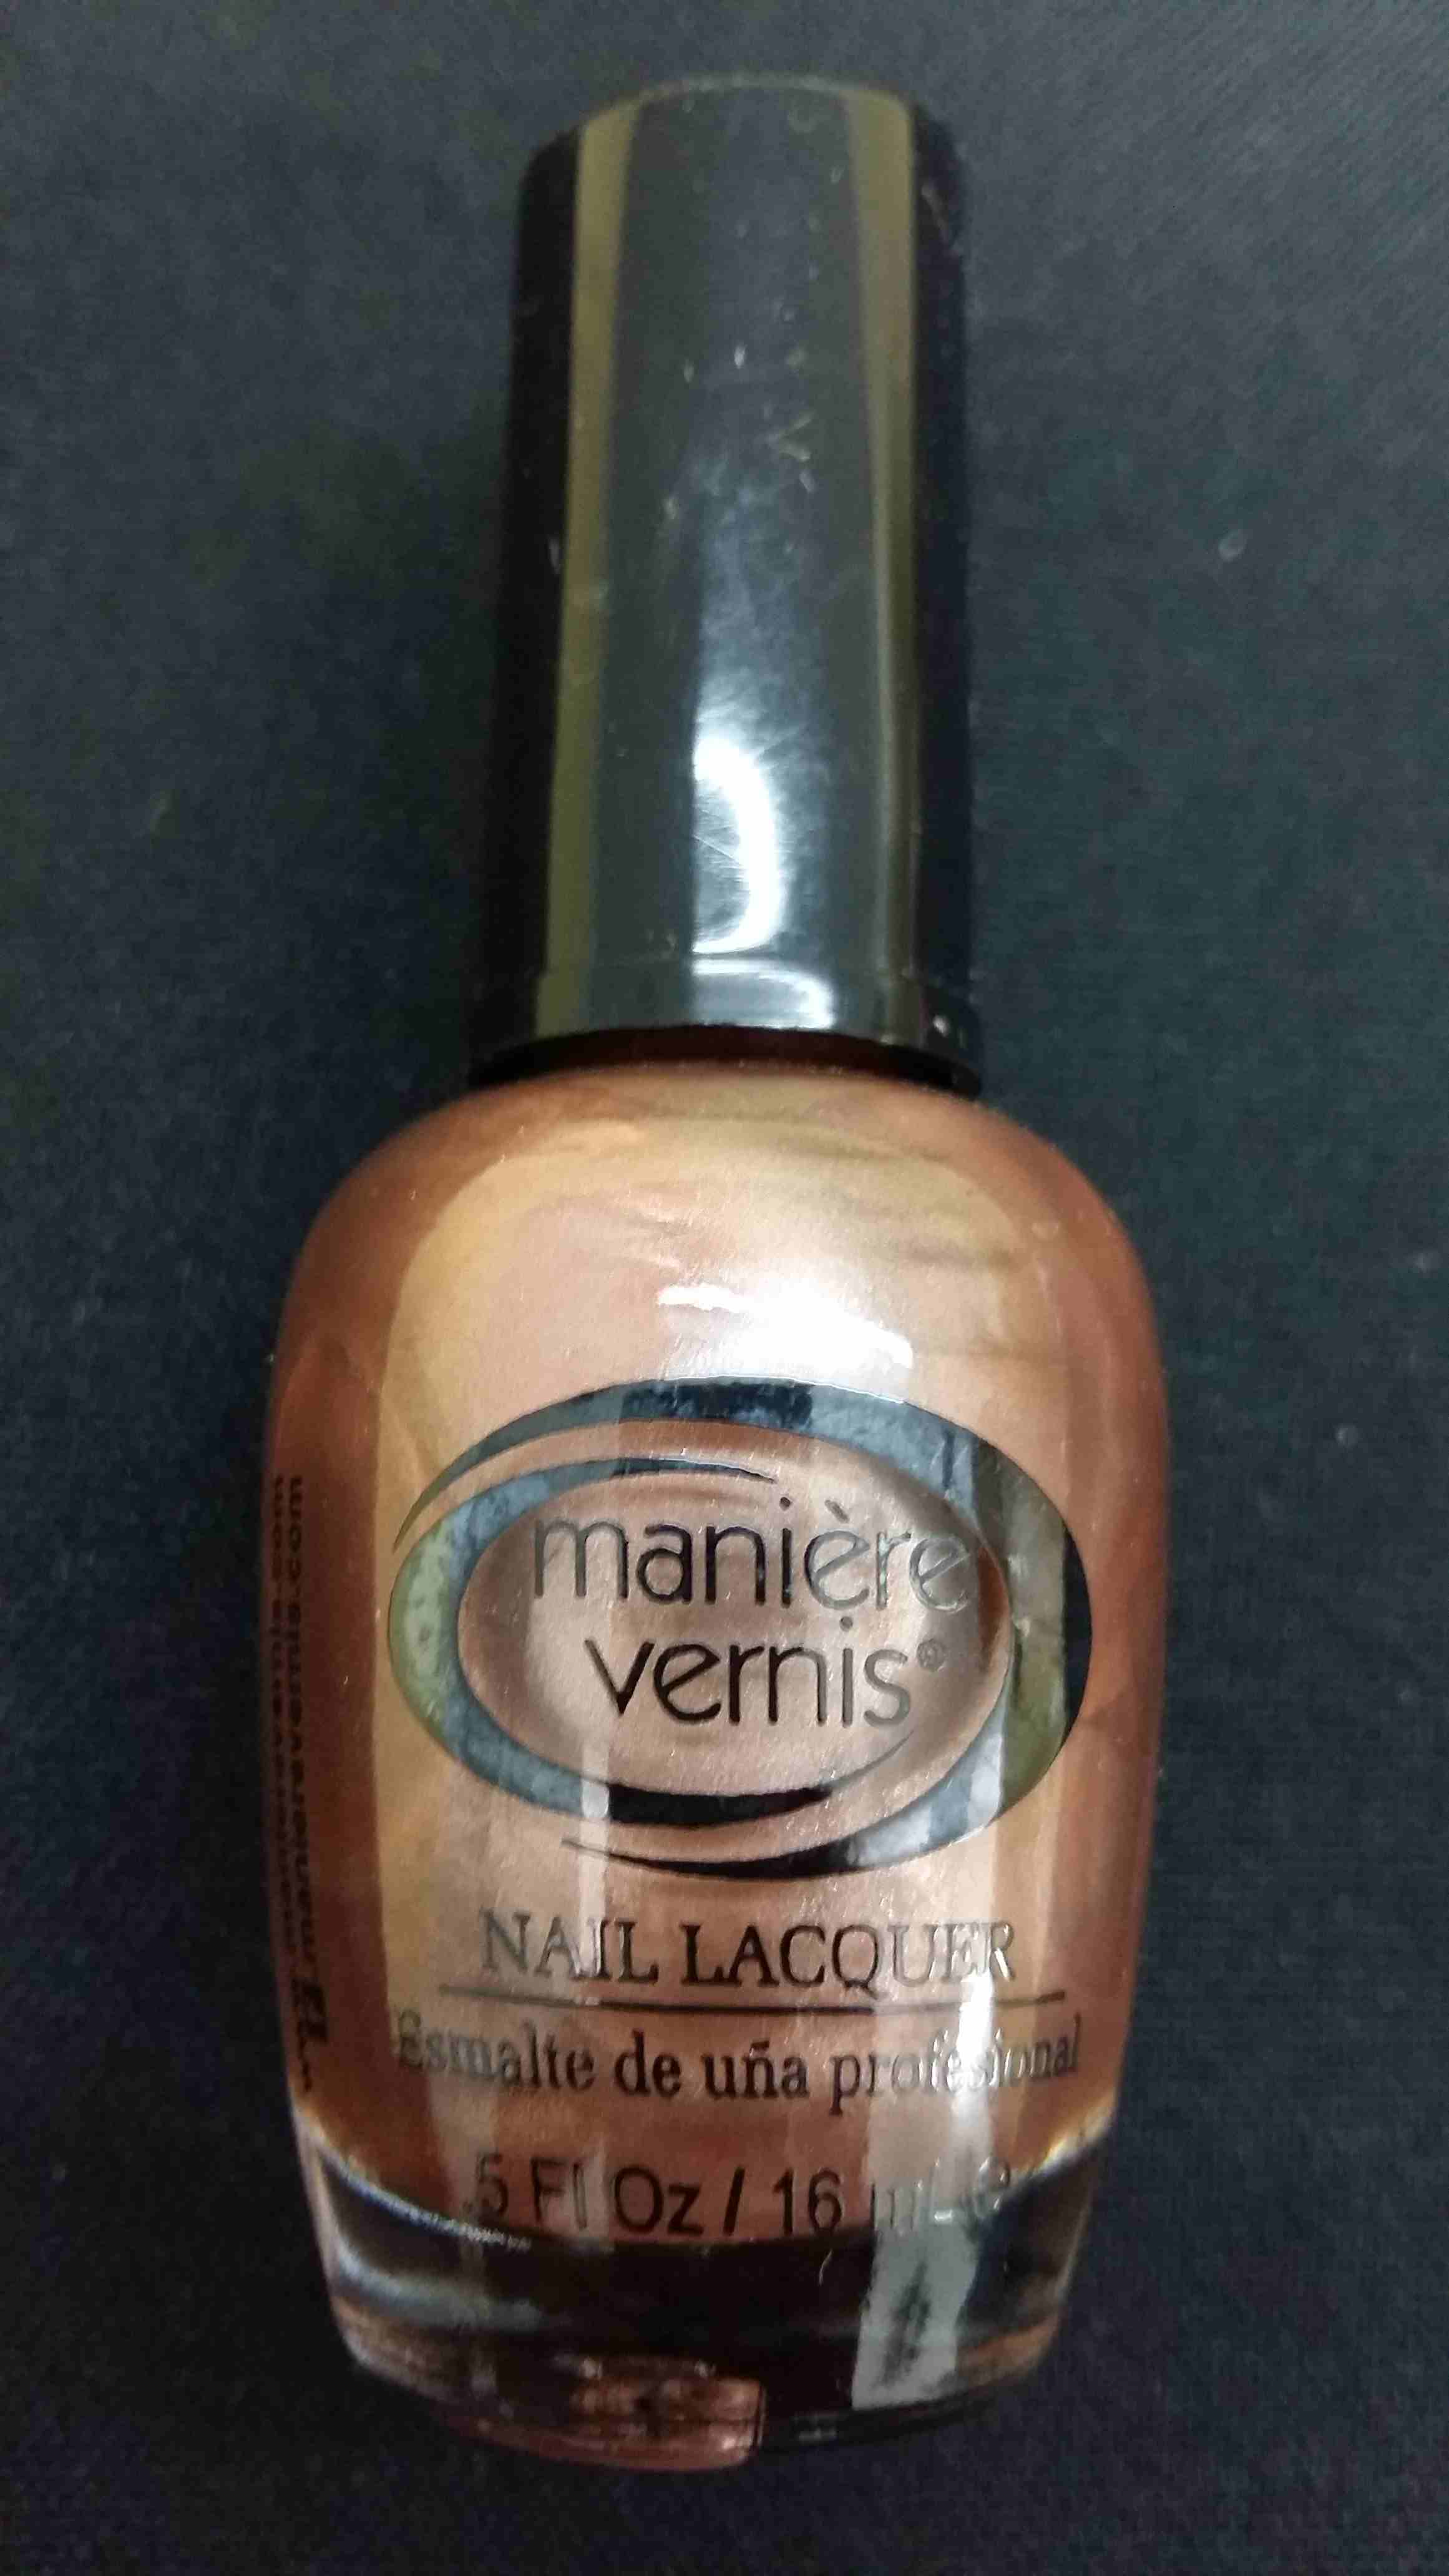 manière
vernis®
NAIL LACQUER
Esmalte de uña profesional
.5 Fl Oz / 16 mL e